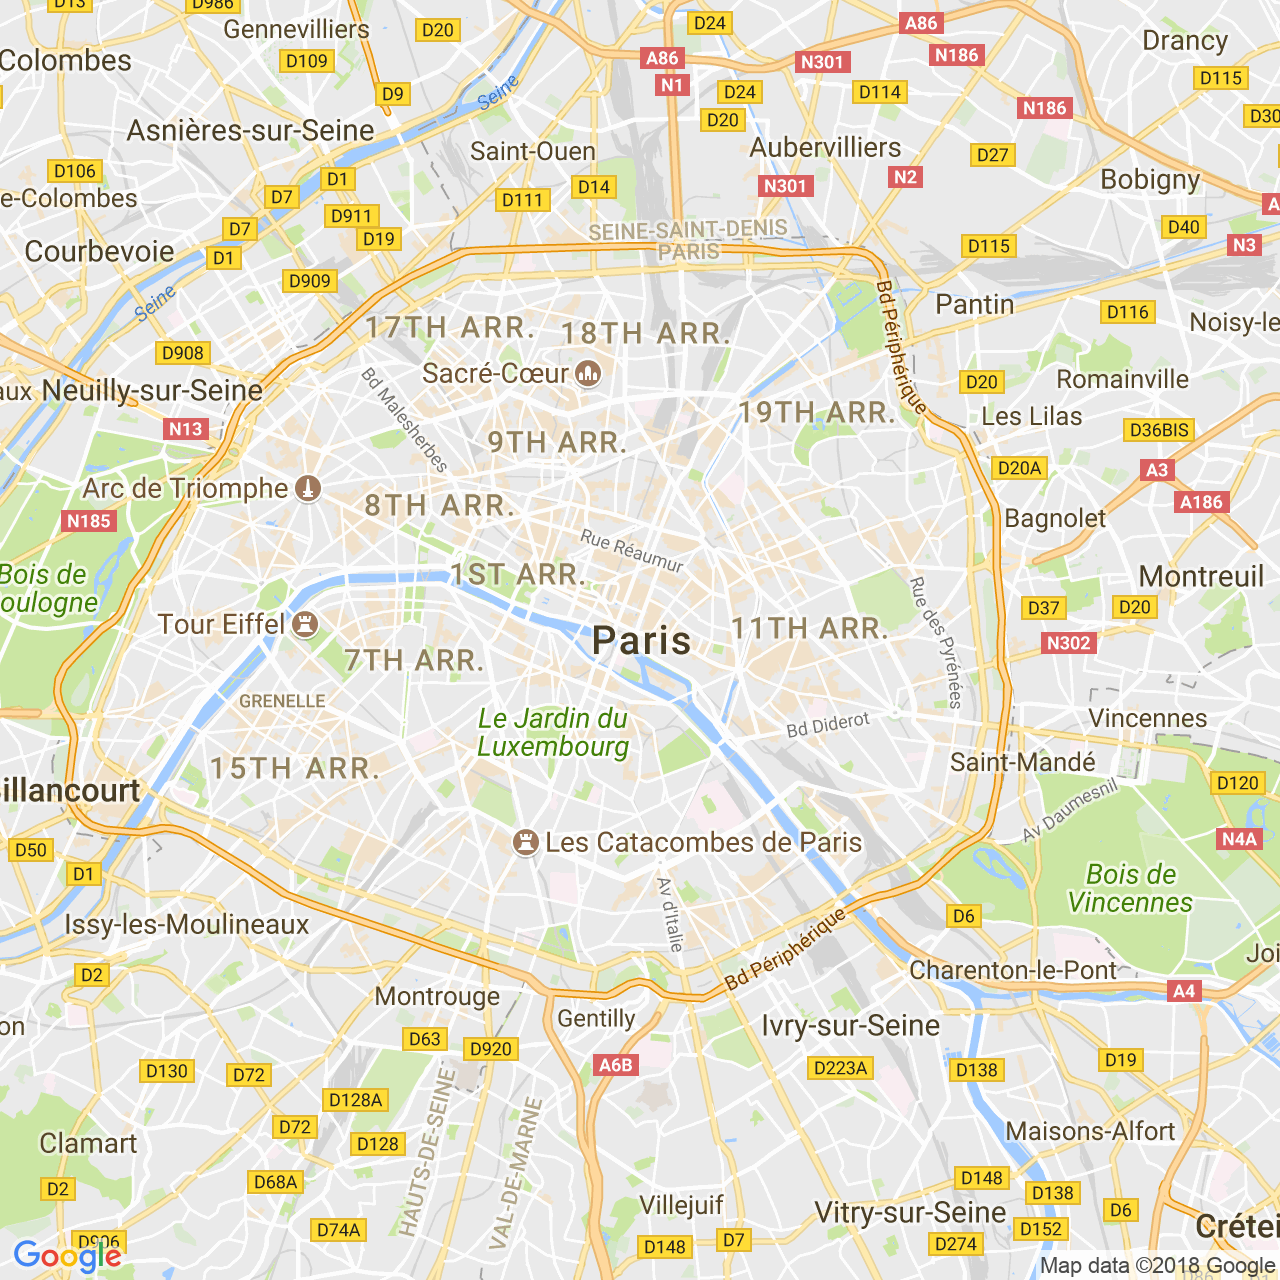 D13
D986
Gennevilliers
D20
D24
A86
Drancy
Colombes
D109
A86
N301
N186
D115
D9
Seine
N1
D24
D114
N186
D30
Asnières-sur-Seine
D20
Saint-Ouen
Aubervilliers
D27
D106
D1
D14
N301
N2
Bobigny
e-Colombes
D7
D111
D911
D7
D19
SEINE-SAINT-DENIS
PARIS
D40
Courbevoie
D1
D115
N3
D909
Seine
Bd Périphérique
Pantin
D116
17TH ARR.
18TH ARR.
Noisy-le
D908
Sacré-Cœur
D20
Romainville
aux
Neuilly-sur-Seine
Bd Malesherbes
19TH ARR.
Les Lilas
N13
9TH ARR.
D36BIS
D20A
A3
Arc de Triomphe
8TH ARR.
A186
N185
Bagnolet
Rue Réaumur
Bois de
oulogne
1ST ARR.
Montreuil
Rue des Pyrénées
D37
D20
Tour Eiffel
Paris
11TH ARR.
N302
7TH ARR.
GRENELLE
Le Jardin du
Luxembourg
Bd Diderot
Vincennes
15TH ARR.
Saint-Mandé
illancourt
D120
Av Daumesnil
D50
Les Catacombes de Paris
N4A
D1
Av d'Italie
Bois de
Vincennes
Issy-les-Moulineaux
D6
Bd Périphérique
D2
Charenton-le-Pont
Joi
A4
Montrouge
Gentilly
Ivry-sur-Seine
on
D63
D920
A6B
D223A
D19
D130
D72
D138
D128A
HAUTS-DE-SEINE
VAL-DE-MARNE
D72
D128
Clamart
Maisons-Alfort
D2
D68A
D148
D138
Villejuif
Vitry-sur-Seine
D6
D74A
D152
Crétei
D906
D148
D7
D274
Google
Map data ©2018 Google